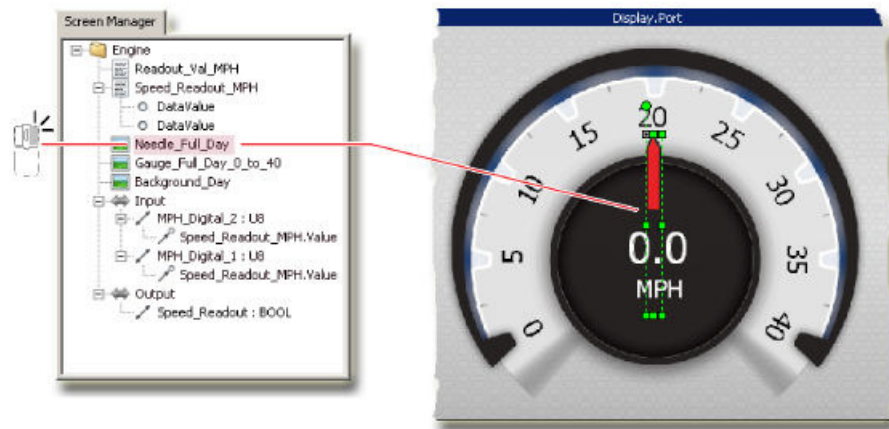 Screen Manager
Engine
Readout_Val_MPH
Speed_Readout_MPH
DataValue
DataValue
Needle_Full_Day
Gauge_Full_Day_0_to_40
Background_Day
Input
MPH_Digital_2 : U8
Speed_Readout_MPH.Value
MPH_Digital_1 : U8
Speed_Readout_MPH.Value
Output
Speed_Readout : BOOL
Display.Port
0
5
10
15
20
25
30
35
40
0.0
MPH